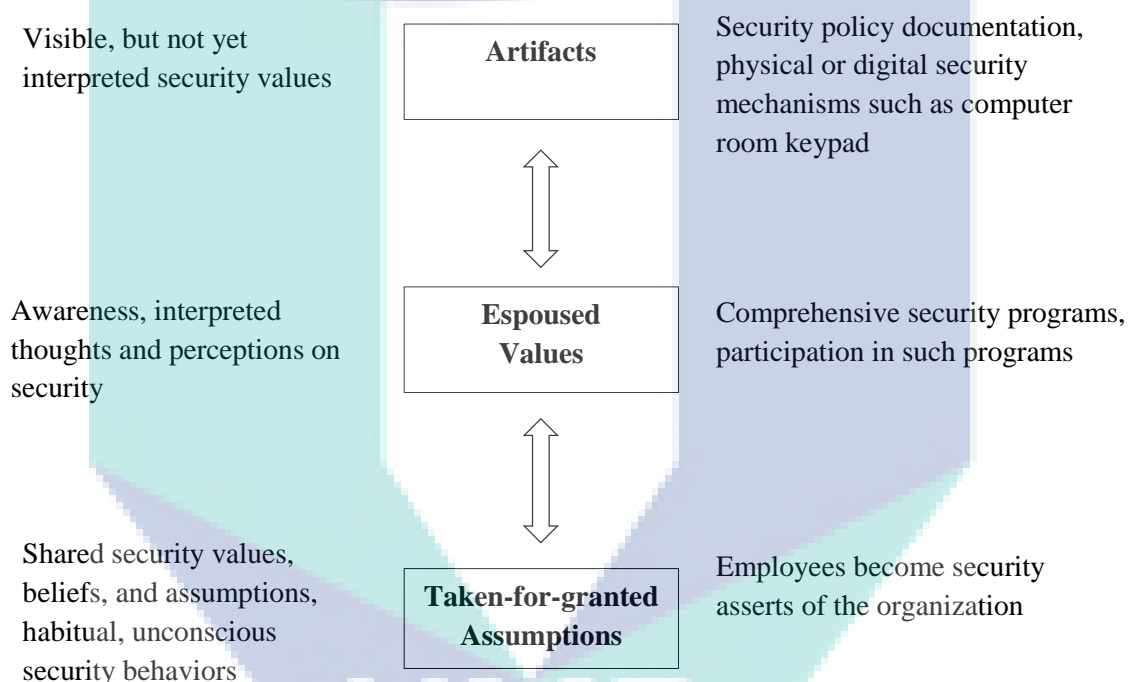 Visible, but not yet
interpreted security values
Artifacts
Security policy documentation,
physical or digital security
mechanisms such as computer
room keypad
Awareness, interpreted
thoughts and perceptions on
security
Espoused
Values
Comprehensive security programs,
participation in such programs
Shared security values,
beliefs, and assumptions,
habitual, unconscious
security behaviors
Taken-for-granted
Assumptions
Employees become security
asserts of the organization